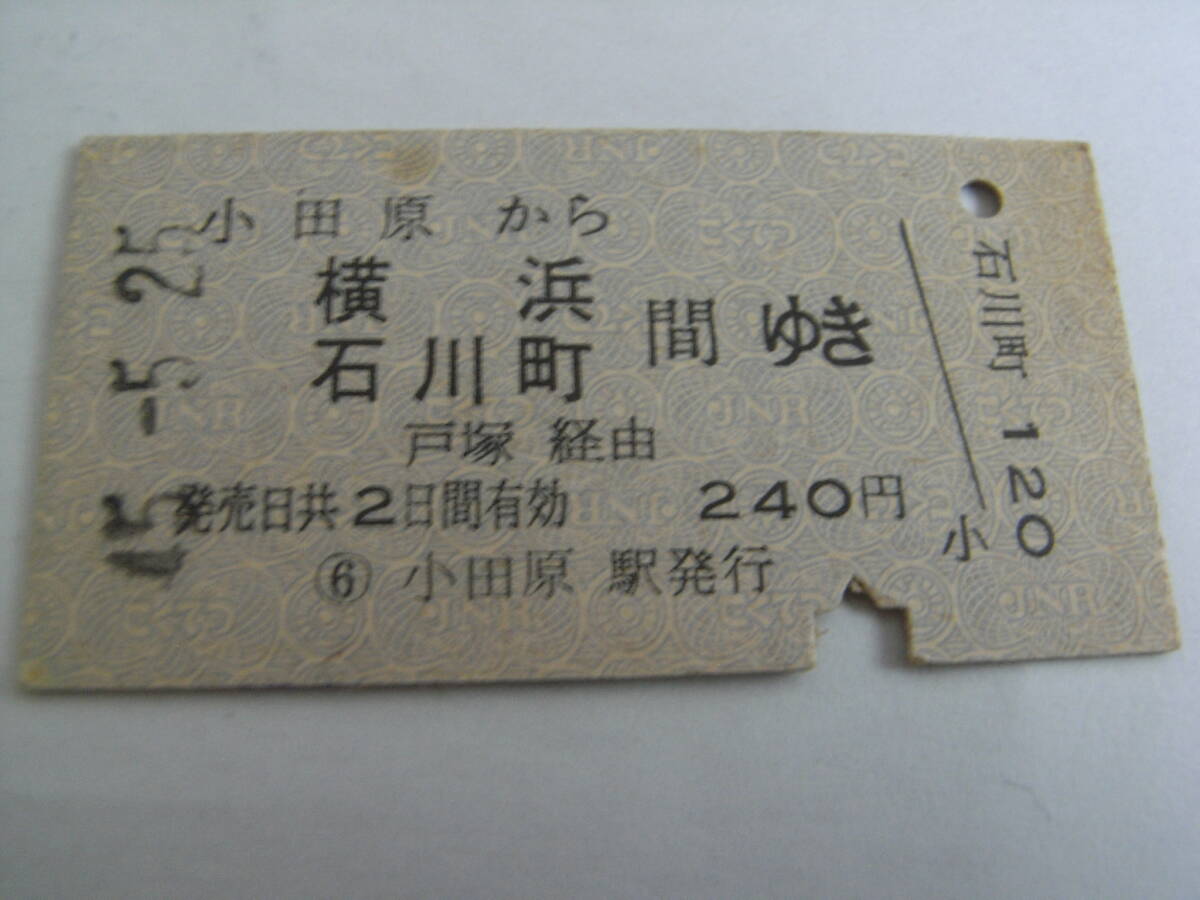 45.-5.25
小田原 から
横浜
石川町 間 ゆき
戸塚 経由
発売日共2日間有効 240円
⑥ 小田原 駅発行
石川町 120
小